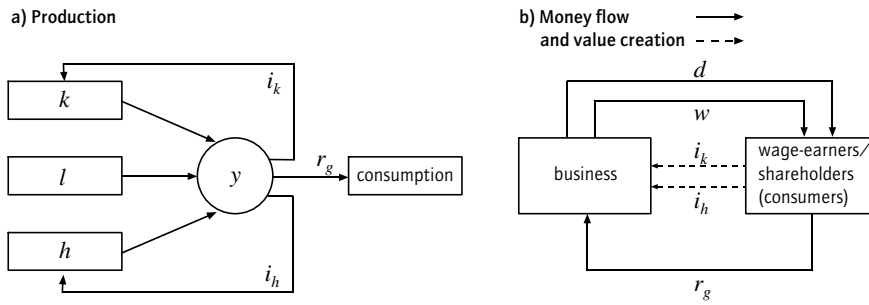 a) Production
k
l
h
y
i_k
r_g
consumption
i_h
b) Money flow
and value creation
d
w
business
i_k
i_h
wage-earners/
shareholders
(consumers)
r_g